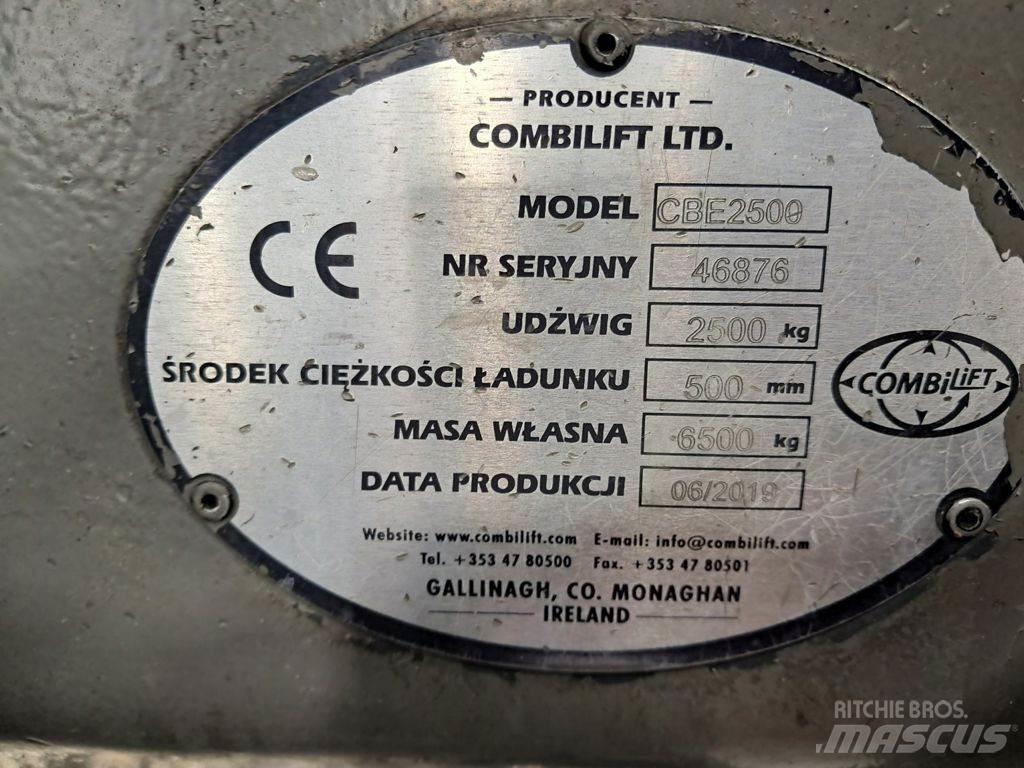 — PRODUCENT —
COMBILIFT LTD.
MODEL CBE2500
NR SERYJNY 46876
UDŹWIG 2500 kg
ŚRODEK CIĘŻKOŚCI ŁADUNKU 500 mm
MASA WŁASNA 6500 kg
DATA PRODUKCJI 06/2019
CE
COMBiLiFT
Website: www.combilift.com E-mail: info@combilift.com
Tel. +353 47 80500 Fax. +353 47 80501
GALLINAGH, CO. MONAGHAN
IRELAND
RITCHIE BROS.
MASCUS